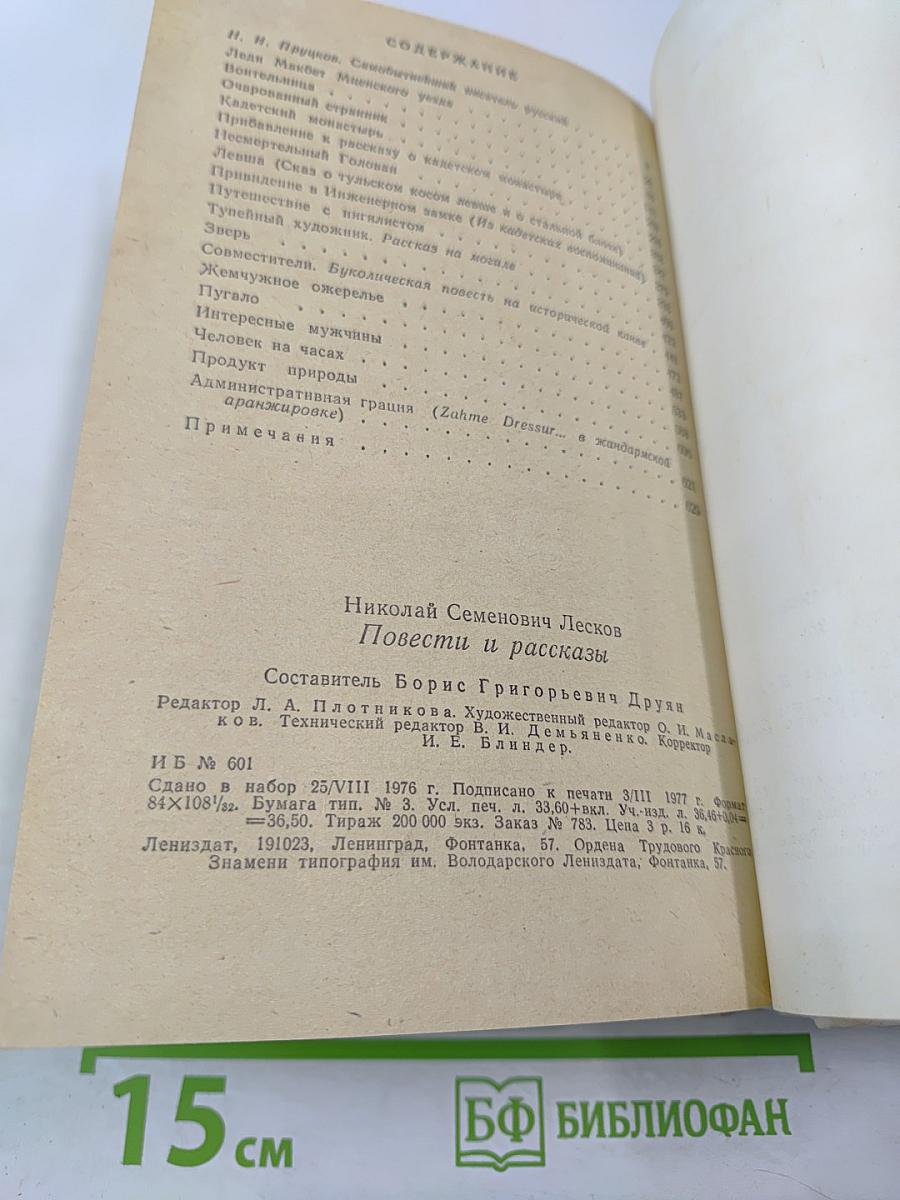 СОДЕРЖАНИЕ
Н. И. Пруцков. Самобытнейший писатель русский
Леди Макбет Мценского уезда
Воительница
Очарованный странник
Кадетский монастырь
Прибавление к рассказу о кадетском монастыре
Несмертельный Голован
Левша (Сказ о тульском косом левше и о стальной блохе)
Привидение в Инженерном замке (Из кадетских воспоминаний)
Путешествие с нигилистом
Тупейный художник. Рассказ на могиле
Зверь
Совместители. Буколическая повесть на исторической канве
Жемчужное ожерелье
Пугало
Интересные мужчины
Человек на часах
Продукт природы
Административная грация (Zahme Dressur... в жандармской
аранжировке) 621
Примечания
Николай Семенович Лесков
Повести и рассказы
Составитель Борис Григорьевич Друян
Редактор Л. А. Плотникова. Художественный редактор О. И. Масла-
ков. Технический редактор В. И. Демьяненко. Корректор
И. Е. Блиндер.
ИБ № 601
Сдано в набор 25/VIII 1976 г. Подписано к печати 3/III 1977 г. Формат
84×108¹/₃₂. Бумага тип. № 3. Усл. печ. л. 33,60+вкл. Уч.-изд. л. 36,46+0,04=
=36,50. Тираж 200 000 экз. Заказ № 783. Цена 3 р. 16 к.
Лениздат, 191023, Ленинград, Фонтанка, 57. Ордена Трудового Красного
Знамени типография им. Володарского Лениздата, Фонтанка, 57.
15 см
БФ БИБЛИОФАН